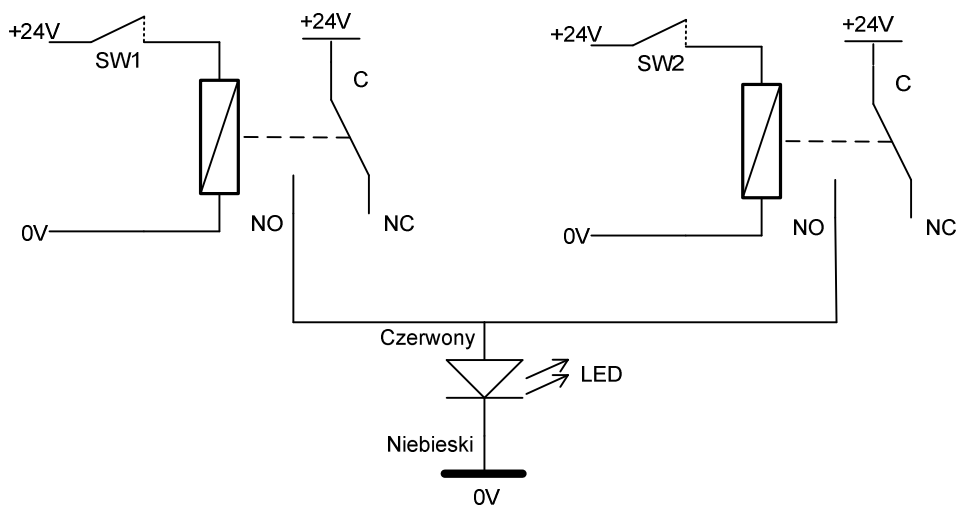 +24V
SW1
0V
+24V
C
NO
NC
+24V
SW2
0V
+24V
C
NO
NC
Czerwony
LED
Niebieski
0V